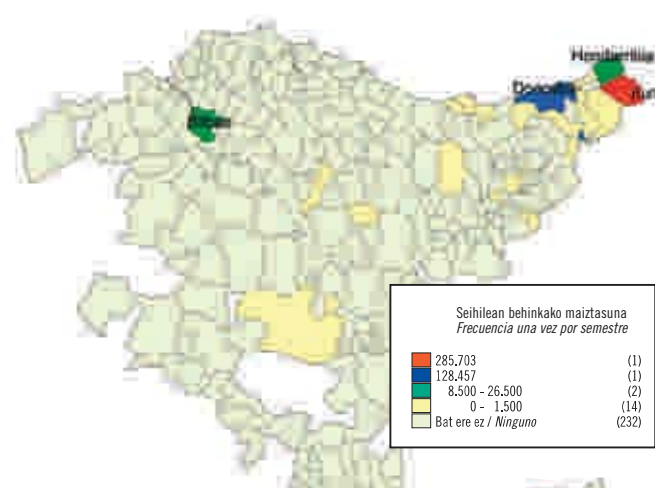 Seihilean behinkako maiztasuna
Frecuencia una vez por semestre
285.703 (1)
128.457 (1)
8.500 - 26.500 (2)
0 - 1.500 (14)
Bat ere ez / Ninguno (232)